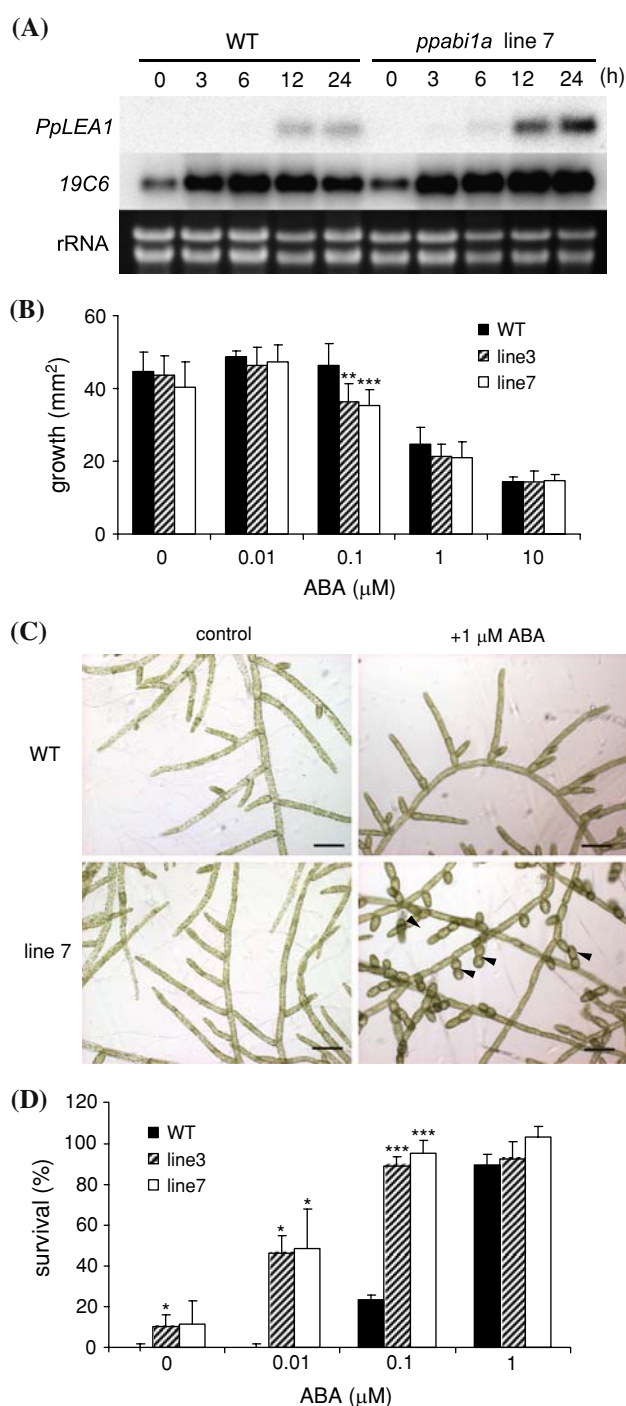 (A)
WT ppabi1a line 7
0 3 6 12 24 0 3 6 12 24 (h)
PpLEA1
19C6
rRNA
(B)
60
40
20
0
growth (mm²)
WT
line3
line7
** ***
0 0.01 0.1 1 10
ABA (μM)
(C)
control +1 μM ABA
WT
line 7
(D)
120
100
80
60
40
20
0
survival (%)
WT
line3
line7
* * * *** ***
0 0.01 0.1 1
ABA (μM)